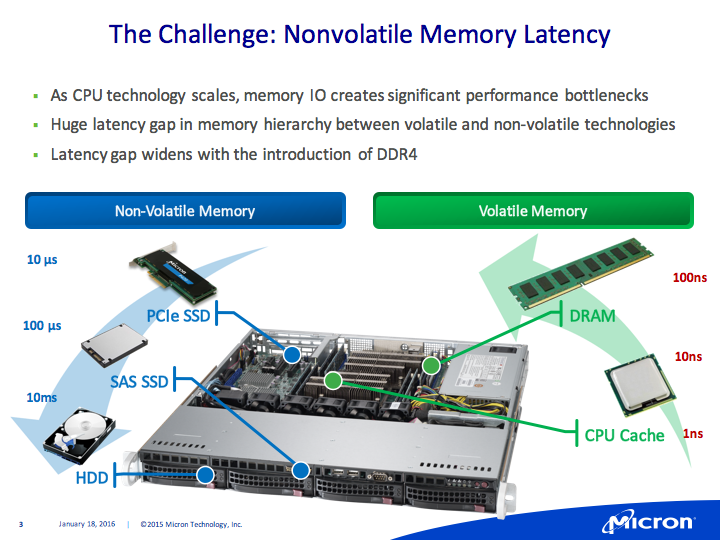 The Challenge: Nonvolatile Memory Latency
As CPU technology scales, memory IO creates significant performance bottlenecks
Huge latency gap in memory hierarchy between volatile and non-volatile technologies
Latency gap widens with the introduction of DDR4
Non-Volatile Memory
Volatile Memory
10 µs
Micron
PCIe SSD
100 µs
SAS SSD
10ms
HDD
100ns
DRAM
10ns
CPU Cache
1ns
3
January 18, 2016 | ©2015 Micron Technology, Inc.
Micron